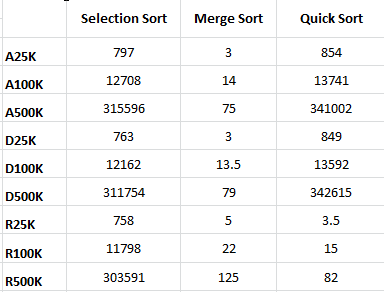 Selection Sort Merge Sort Quick Sort
A25K 797 3 854
A100K 12708 14 13741
A500K 315596 75 341002
D25K 763 3 849
D100K 12162 13.5 13592
D500K 311754 79 342615
R25K 758 5 3.5
R100K 11798 22 15
R500K 303591 125 82